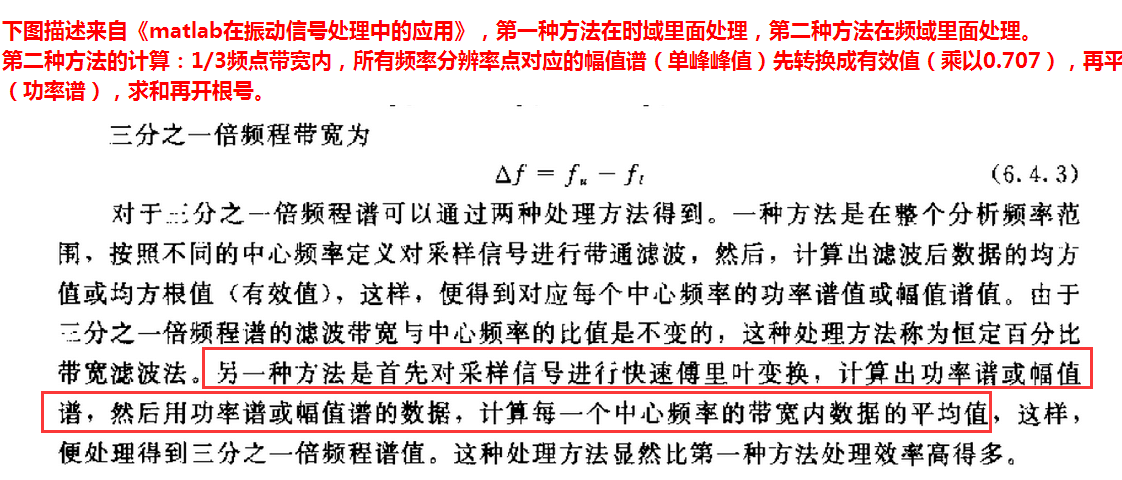 下图描述来自《matlab在振动信号处理中的应用》，第一种方法在时域里面处理，第二种方法在频域里面处理。
第二种方法的计算：1/3频点带宽内，所有频率分辨率点对应的幅值谱（单峰峰值）先转换成有效值（乘以0.707），再平
（功率谱），求和再开根号。
三分之一倍频程带宽为
Δf = fu − fl (6.4.3)
对于三分之一倍频程谱可以通过两种处理方法得到。一种方法是在整个分析频率范
围，按照不同的中心频率定义对采样信号进行带通滤波，然后，计算出滤波后数据的均方
值或均方根值（有效值），这样，便得到对应每个中心频率的功率谱值或幅值谱值。由于
三分之一倍频程谱的滤波带宽与中心频率的比值是不变的，这种处理方法称为恒定百分比
带宽滤波法。另一种方法是首先对采样信号进行快速傅里叶变换，计算出功率谱或幅值
谱，然后用功率谱或幅值谱的数据，计算每一个中心频率的带宽内数据的平均值，这样，
便处理得到三分之一倍频程谱值。这种处理方法显然比第一种方法处理效率高得多。